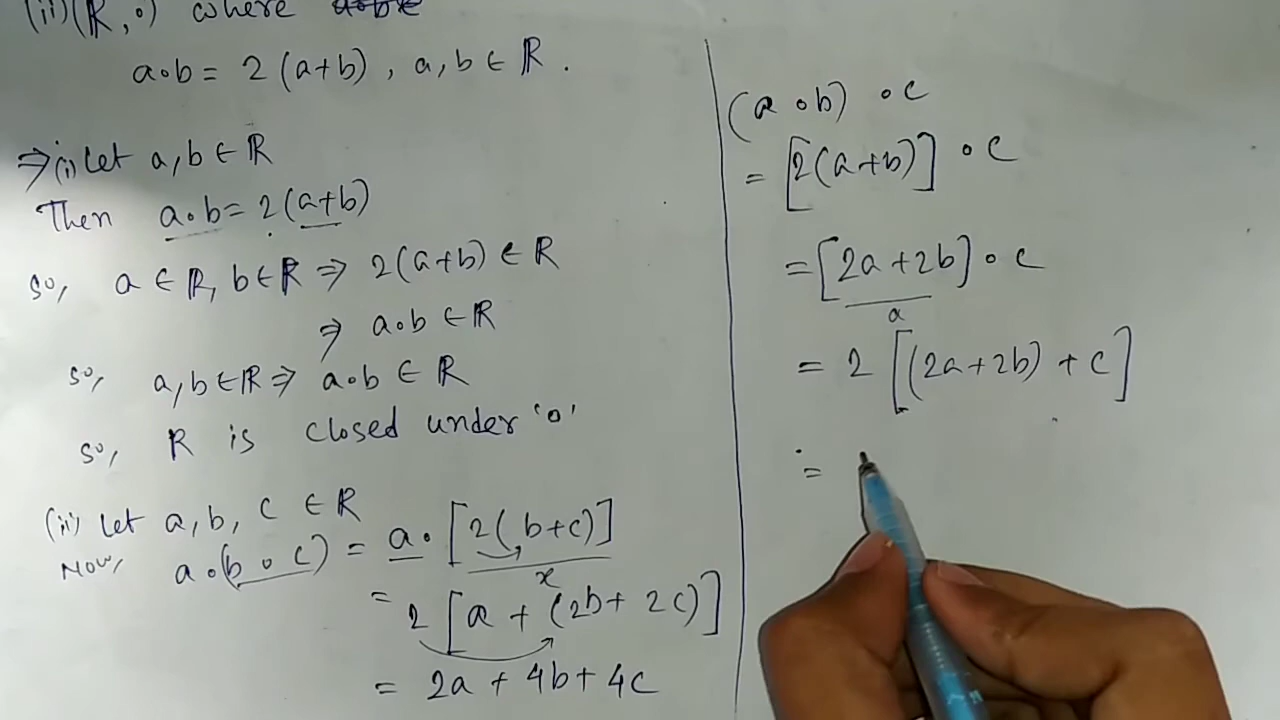 (ii) (ℝ, ∘) where
a∘b = 2(a+b), a,b ∈ ℝ.
⇒(i) Let a,b ∈ ℝ
Then a∘b = 2(a+b)
so, a ∈ ℝ, b ∈ ℝ ⇒ 2(a+b) ∈ ℝ
⇒ a∘b ∈ ℝ
so, a,b ∈ ℝ ⇒ a∘b ∈ ℝ
so, R is closed under '∘'
(ii) Let a, b, c ∈ ℝ
Now, a∘(b∘c) = a∘[2(b+c)]
x
= 2[a + (2b + 2c)]
= 2a + 4b + 4c
(a∘b)∘c
= [2(a+b)]∘c
= [2a+2b]∘c
a
= 2[(2a+2b) + c]
=